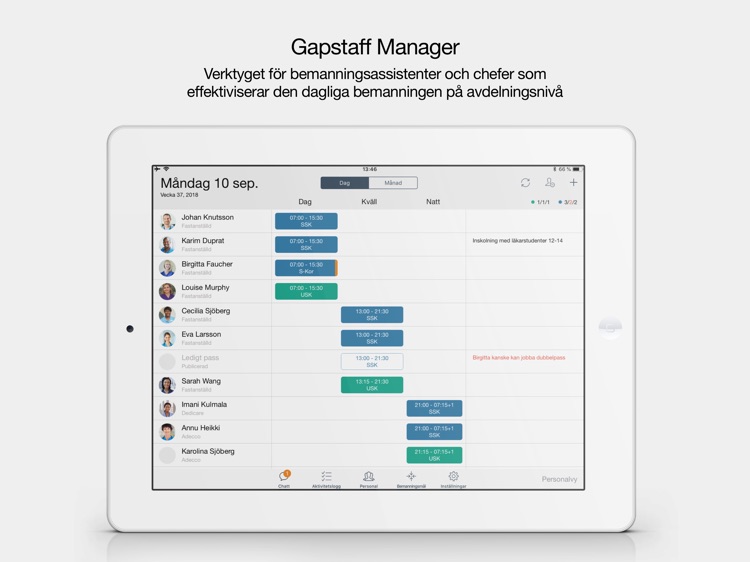 Gapstaff Manager
Verktyget för bemanningsassistenter och chefer som
effektiviserar den dagliga bemanningen på avdelningsnivå
13:46
66 %
Måndag 10 sep.
Vecka 37, 2018
Dag
Månad
Dag
Kväll
Natt
1/1/1
3/3/2
Johan Knutsson
Fastanställd
07:00 - 15:30
SSK
Karim Duprat
Fastanställd
07:00 - 15:30
SSK
Inskolning med läkarstudenter 12-14
Birgitta Faucher
Fastanställd
07:00 - 15:30
S-Kor
Louise Murphy
Fastanställd
07:00 - 15:30
USK
Cecilia Sjöberg
Fastanställd
13:00 - 21:30
SSK
Eva Larsson
Fastanställd
13:00 - 21:30
SSK
Ledigt pass
Publicerad
13:00 - 21:30
SSK
Birgitta kanske kan jobba dubbelpass
Sarah Wang
Fastanställd
13:15 - 21:30
USK
Imani Kulmala
Dedicare
21:00 - 07:15+1
SSK
Annu Heikki
Adecco
21:00 - 07:15+1
SSK
Karolina Sjöberg
Adecco
21:15 - 07:15+1
USK
1
Chatt
Aktivitetslogg
Personal
Bemanningsmål
Inställningar
Personalvy